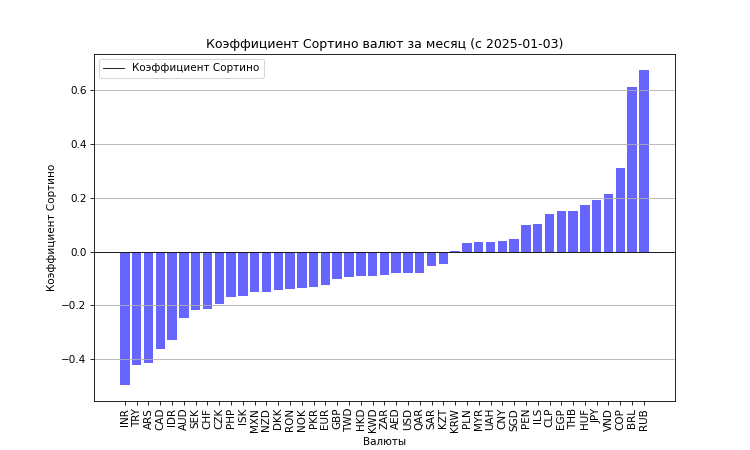 Коэффициент Сортино валют за месяц (с 2025-01-03)
Коэффициент Сортино
Коэффициент Сортино
0.6
0.4
0.2
0.0
−0.2
−0.4
INR TRY ARS CAD IDR AUD SEK CHF CZK PHP ISK MXN NZD DKK RON NOK PKR EUR GBP TWD HKD KWD ZAR AED USD QAR SAR KZT KRW PLN MYR UAH CNY SGD PEN ILS CLP EGP THB HUF JPY VND COP BRL RUB
Валюты